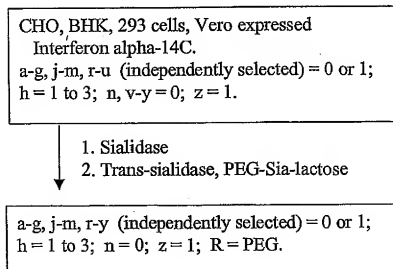 CHO, BHK, 293 cells, Vero expressed
Interferon alpha-14C.
a-g, j-m, r-u (independently selected) = 0 or 1;
h = 1 to 3; n, v-y = 0; z = 1.
1. Sialidase
2. Trans-sialidase, PEG-Sia-lactose
a-g, j-m, r-y (independently selected) = 0 or 1;
h = 1 to 3; n = 0; z = 1; R = PEG.